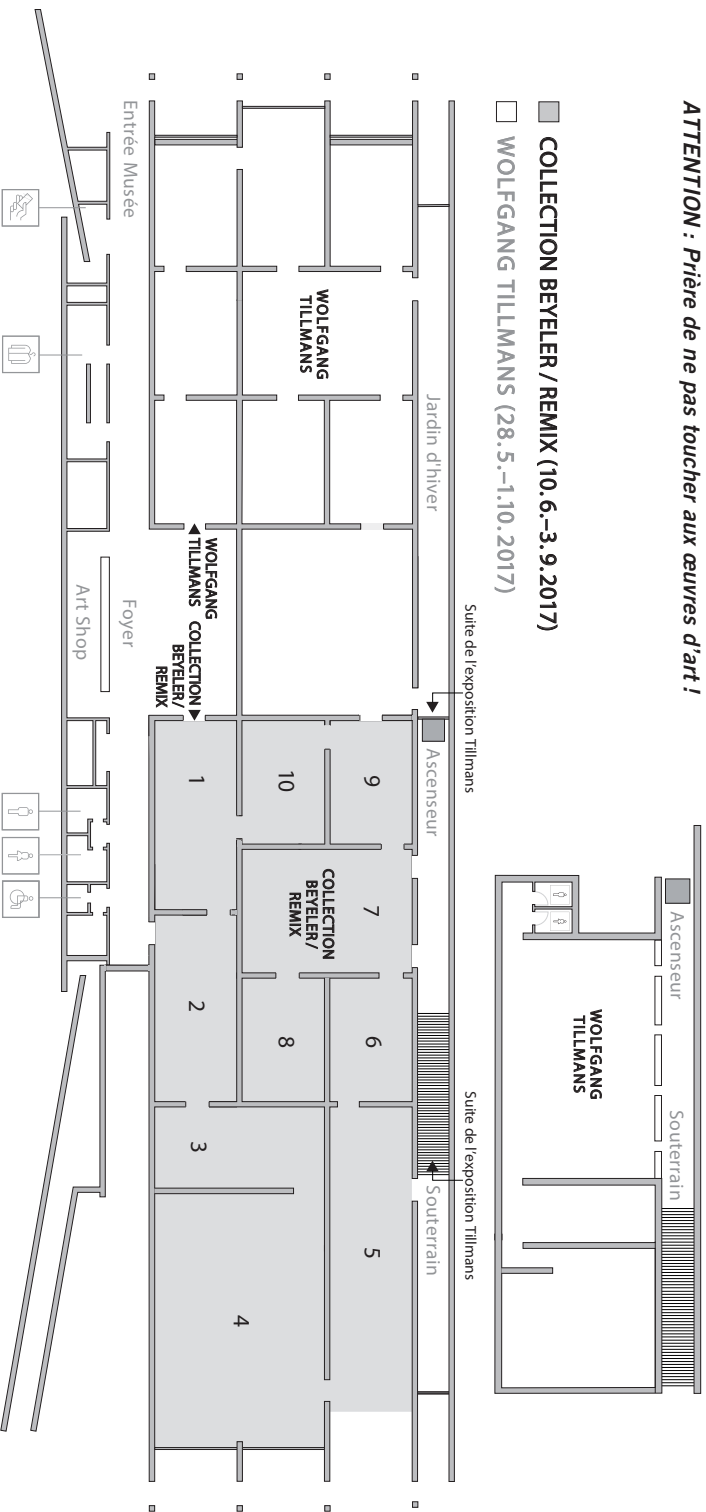 ATTENTION : Prière de ne pas toucher aux œuvres d'art !
COLLECTION BEYELER / REMIX (10. 6.–3. 9. 2017)
WOLFGANG TILLMANS (28. 5.–1. 10. 2017)
Ascenseur
Souterrain
WOLFGANG
TILLMANS
Suite de l'exposition Tillmans
Suite de l'exposition Tillmans
Jardin d'hiver
Ascenseur
Souterrain
WOLFGANG
TILLMANS
9
7
6
5
10
COLLECTION
BEYELER/
REMIX
8
4
WOLFGANG
TILLMANS
COLLECTION
BEYELER/
REMIX
1
2
3
Entrée Musée
Foyer
Art Shop